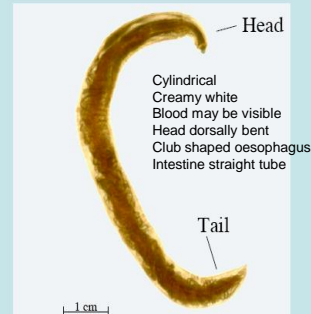 Head
Cylindrical
Creamy white
Blood may be visible
Head dorsally bent
Club shaped oesophagus
Intestine straight tube
Tail
1 cm